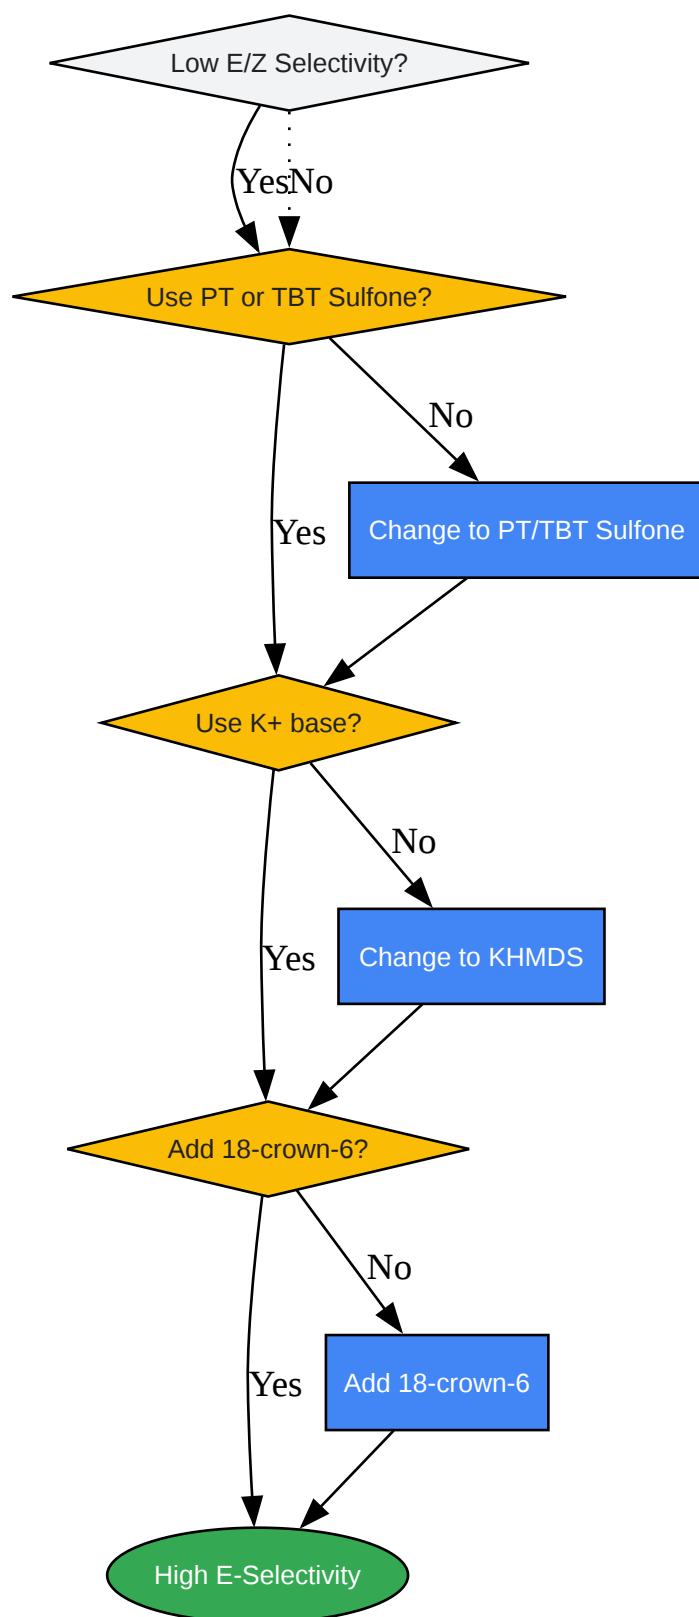 Low E/Z Selectivity?
Yes
No
Use PT or TBT Sulfone?
No
Change to PT/TBT Sulfone
Yes
Use K+ base?
No
Change to KHMDS
Yes
Add 18-crown-6?
No
Add 18-crown-6
Yes
High E-Selectivity